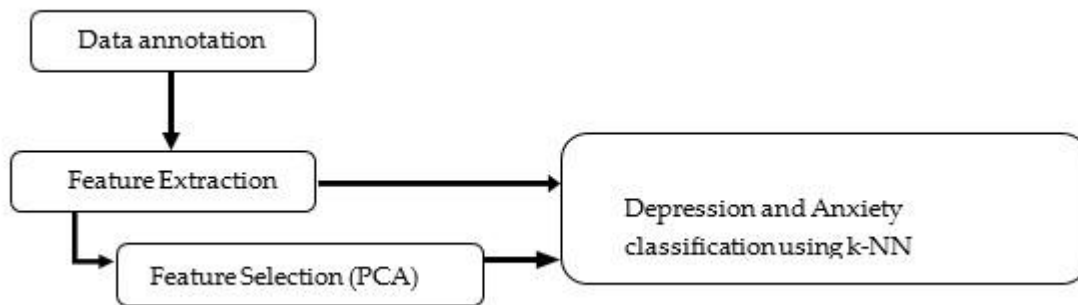 Data annotation
Feature Extraction
Feature Selection (PCA)
Depression and Anxiety
classification using k-NN